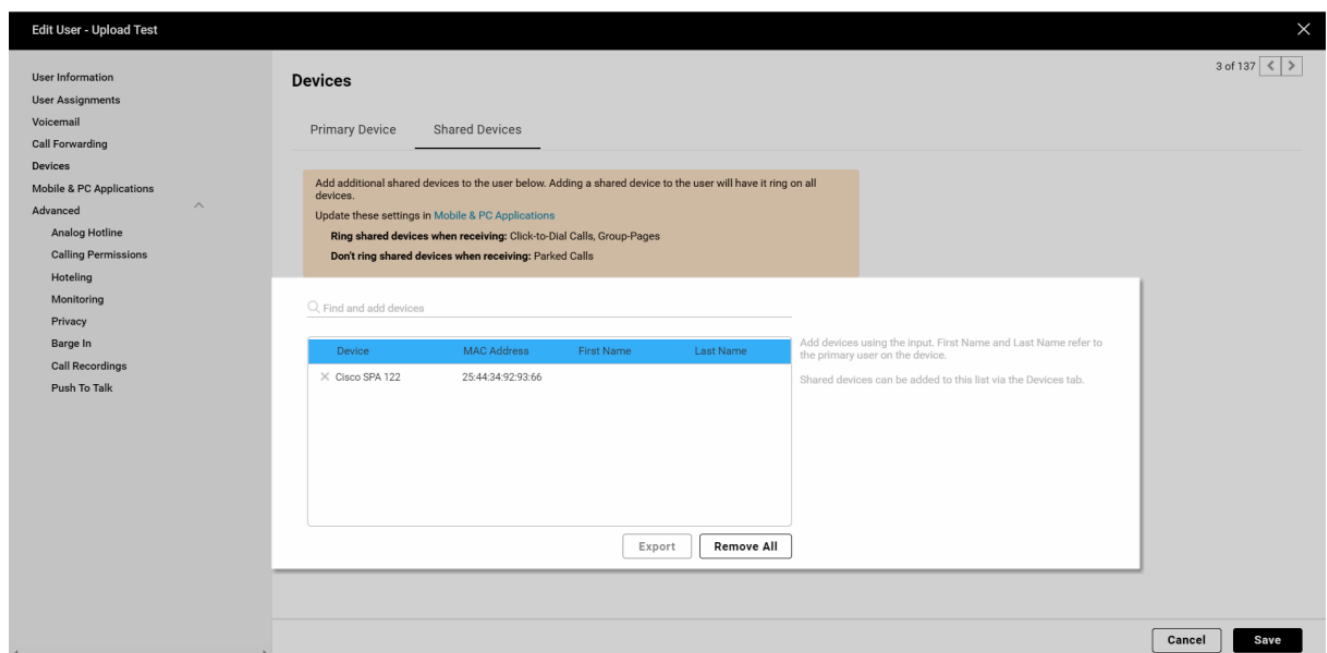 Edit User - Upload Test
3 of 137
User Information
User Assignments
Voicemail
Call Forwarding
Devices
Mobile & PC Applications
Advanced
Analog Hotline
Calling Permissions
Hoteling
Monitoring
Privacy
Barge In
Call Recordings
Push To Talk
Devices
Primary Device Shared Devices
Add additional shared devices to the user below. Adding a shared device to the user will have it ring on all
devices.
Update these settings in Mobile & PC Applications
Ring shared devices when receiving: Click-to-Dial Calls, Group-Pages
Don't ring shared devices when receiving: Parked Calls
Find and add devices
Device MAC Address First Name Last Name
Cisco SPA 122 25:44:34:92:93:66
Add devices using the input. First Name and Last Name refer to
the primary user on the device.
Shared devices can be added to this list via the Devices tab.
Export Remove All
Cancel Save